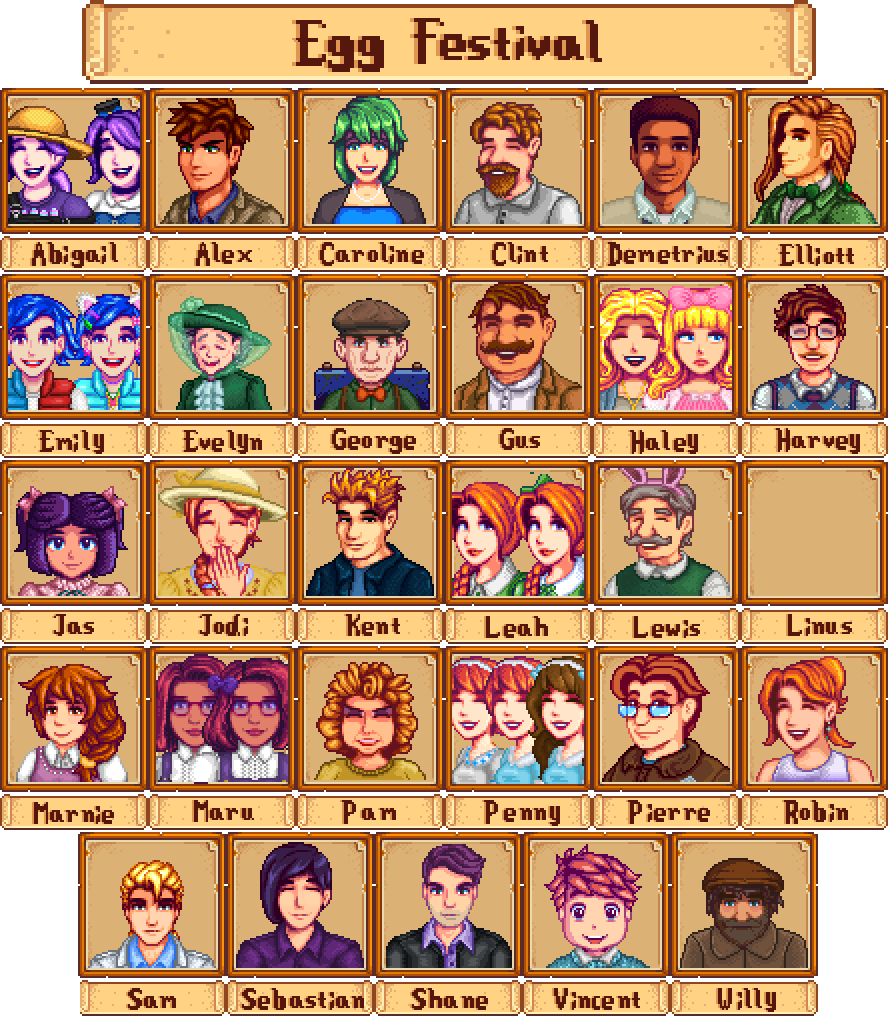 Egg Festival
Abigail Alex Caroline Clint Demetrius Elliott
Emily Evelyn George Gus Haley Harvey
Jas Jodi Kent Leah Lewis Linus
Marnie Maru Pam Penny Pierre Robin
Sam Sebastian Shane Vincent Willy